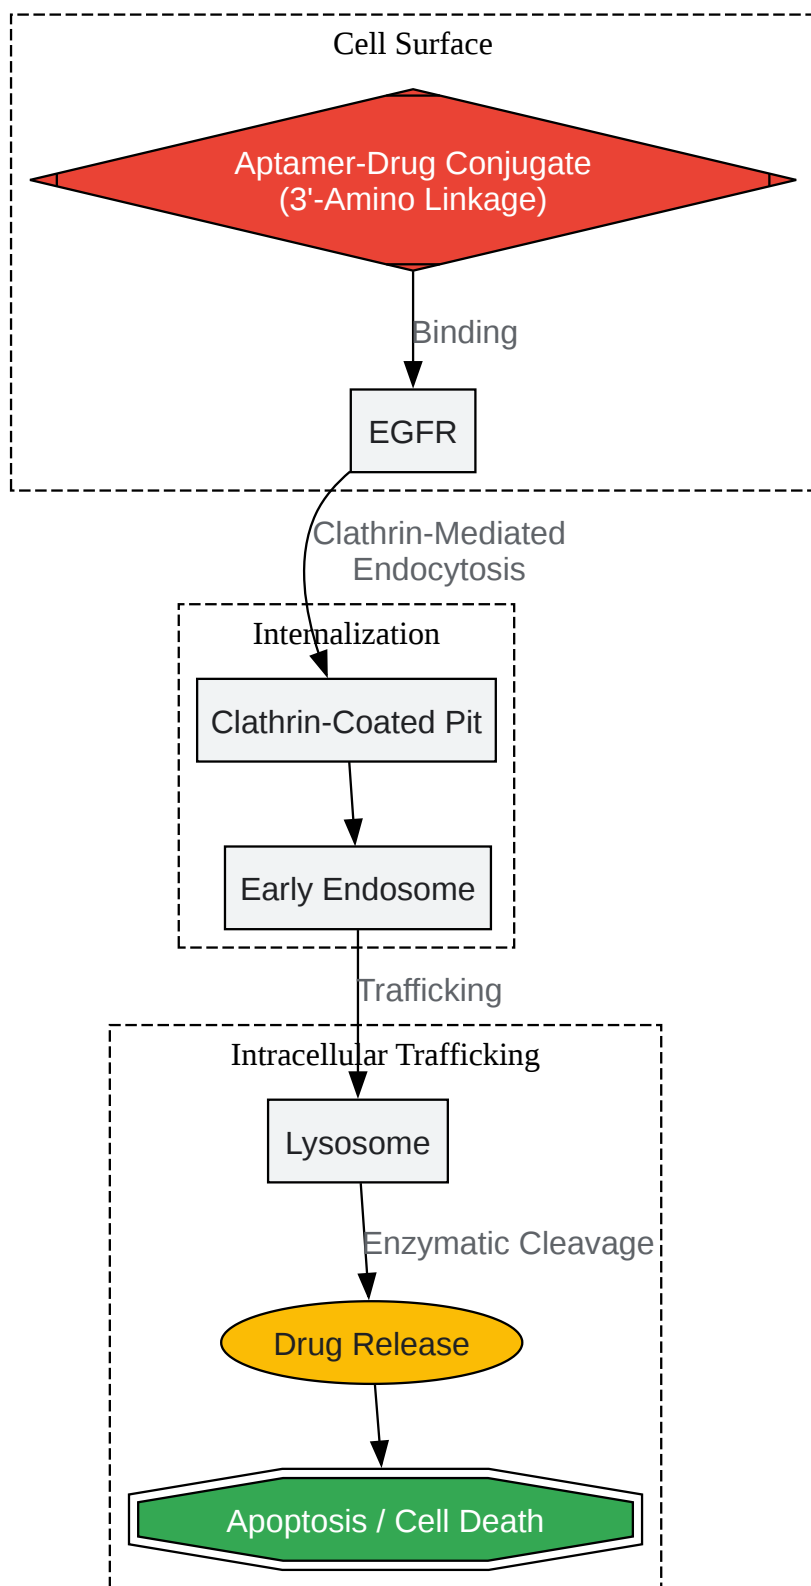 Cell Surface
Aptamer-Drug Conjugate
(3'-Amino Linkage)
Binding
EGFR
Clathrin-Mediated
Endocytosis
Internalization
Clathrin-Coated Pit
Early Endosome
Trafficking
Intracellular Trafficking
Lysosome
Enzymatic Cleavage
Drug Release
Apoptosis / Cell Death